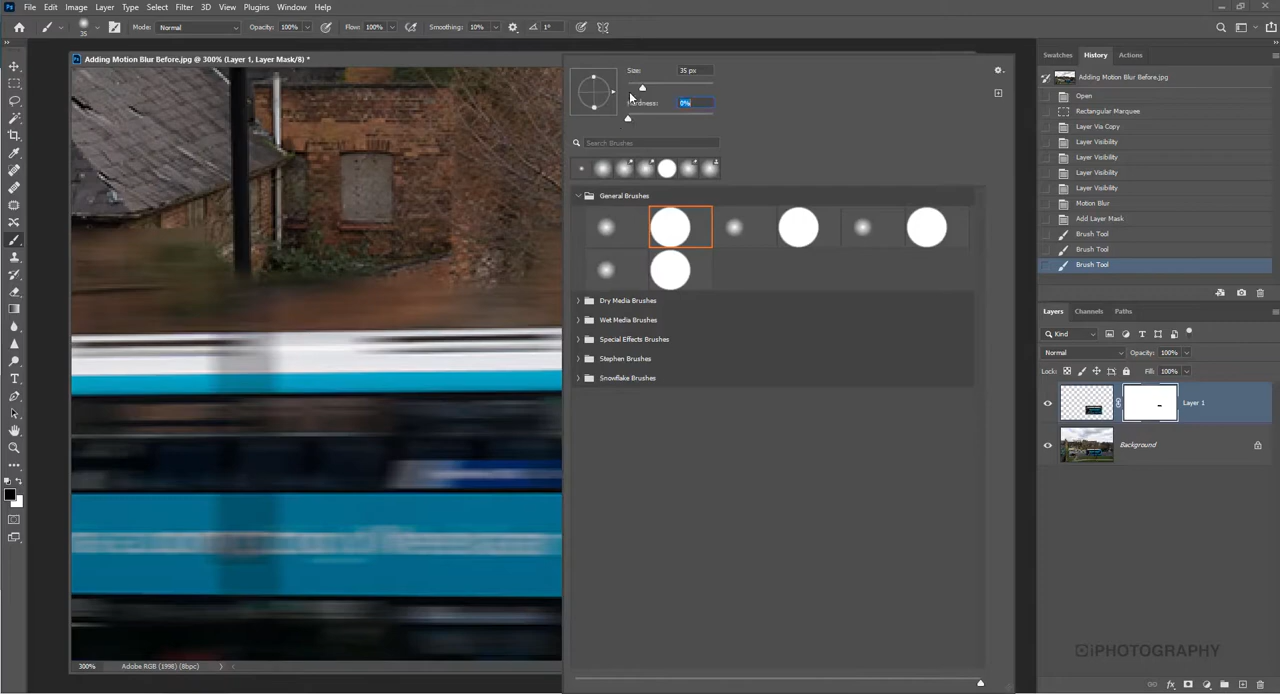 File Edit Image Layer Type Select Filter 3D View Plugins Window Help
35 Mode: Normal Opacity: 100% Flow: 100% Smoothing: 10% 1°
Adding Motion Blur Before.jpg @ 300% (Layer 1, Layer Mask/8) *
Size: 35 px
Hardness: 0%
Search Brushes
General Brushes
Dry Media Brushes
Wet Media Brushes
Special Effects Brushes
Stephen Brushes
Snowflake Brushes
Swatches History Actions
Adding Motion Blur Before.jpg
Open
Rectangular Marquee
Layer Via Copy
Layer Visibility
Layer Visibility
Layer Visibility
Layer Visibility
Motion Blur
Add Layer Mask
Brush Tool
Brush Tool
Brush Tool
Layers Channels Paths
Kind
Normal Opacity: 100%
Lock: Fill: 100%
Layer 1
Background
iPHOTOGRAPHY
300% Adobe RGB (1998) (8bpc)